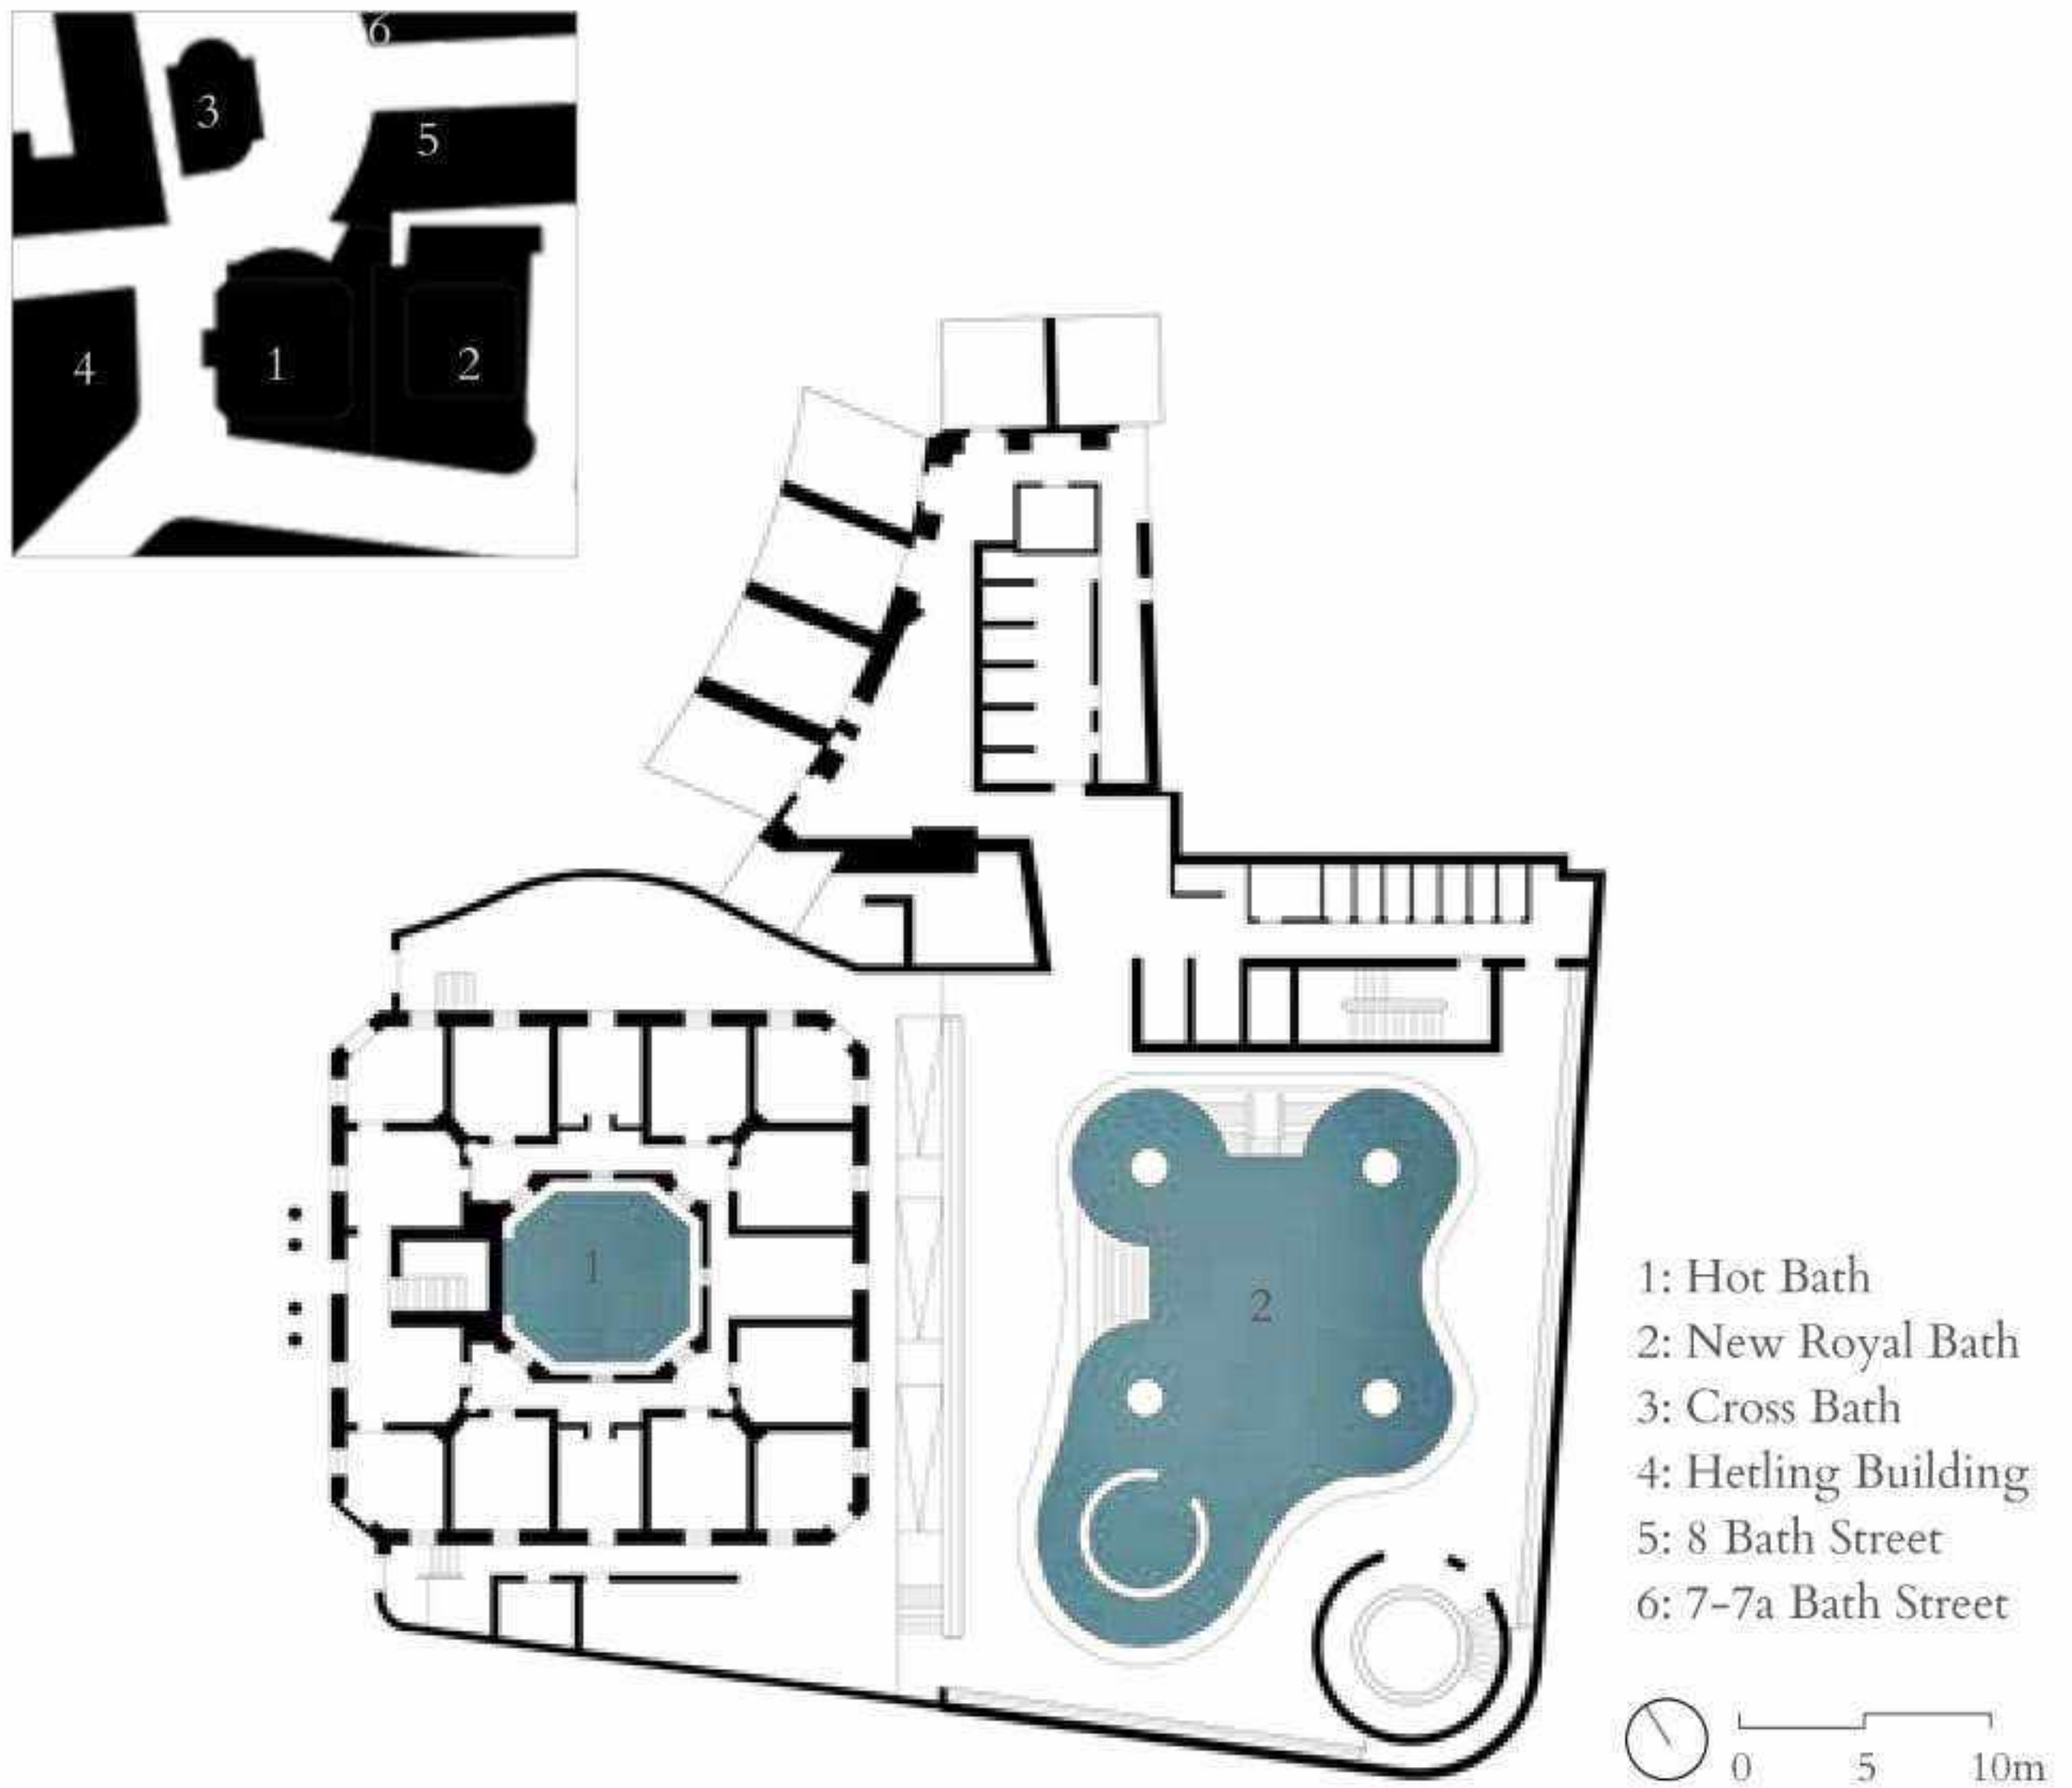 6
3
5
4
1
2
1
2
1: Hot Bath
2: New Royal Bath
3: Cross Bath
4: Hetling Building
5: 8 Bath Street
6: 7-7a Bath Street
0 5 10m